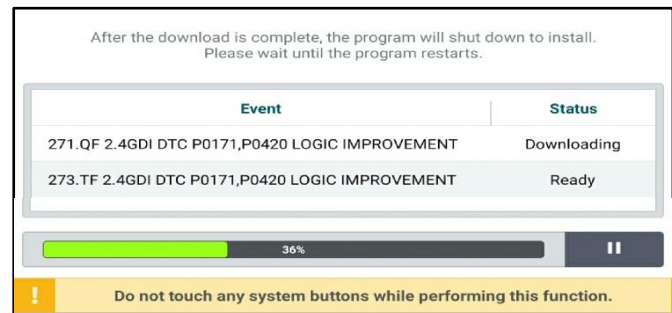 After the download is complete, the program will shut down to install.
Please wait until the program restarts.
Event Status
271.QF 2.4GDI DTC P0171,P0420 LOGIC IMPROVEMENT Downloading
273.TF 2.4GDI DTC P0171,P0420 LOGIC IMPROVEMENT Ready
36%
! Do not touch any system buttons while performing this function.